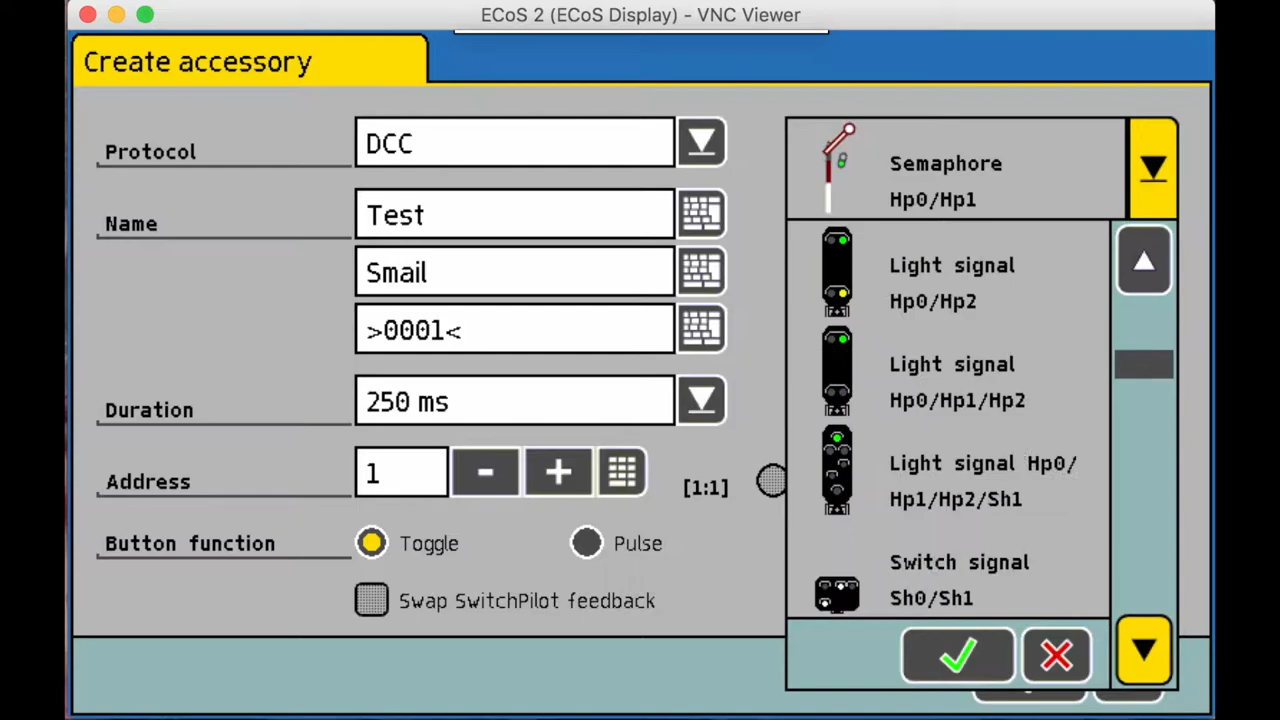 ECoS 2 (ECoS Display) - VNC Viewer
Create accessory
Protocol
DCC
Name
Test
Smail
>0001<
Duration
250 ms
Address
1
-
+
[1:1]
Button function
Toggle
Pulse
Swap SwitchPilot feedback
Semaphore
Hp0/Hp1
Light signal
Hp0/Hp2
Light signal
Hp0/Hp1/Hp2
Light signal Hp0/
Hp1/Hp2/Sh1
Switch signal
Sh0/Sh1